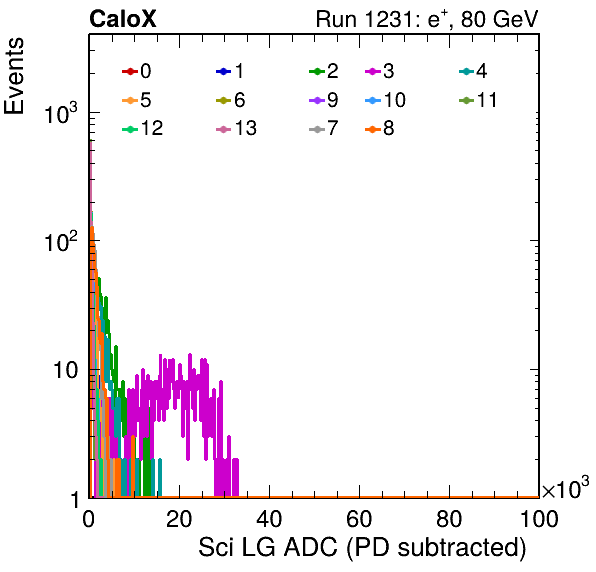 CaloX Run 1231: e⁺, 80 GeV
Events
0 1 2 3 4
5 6 9 10 11
12 13 7 8
10³
10²
10
1
0 20 40 60 80 100
×10³
Sci LG ADC (PD subtracted)